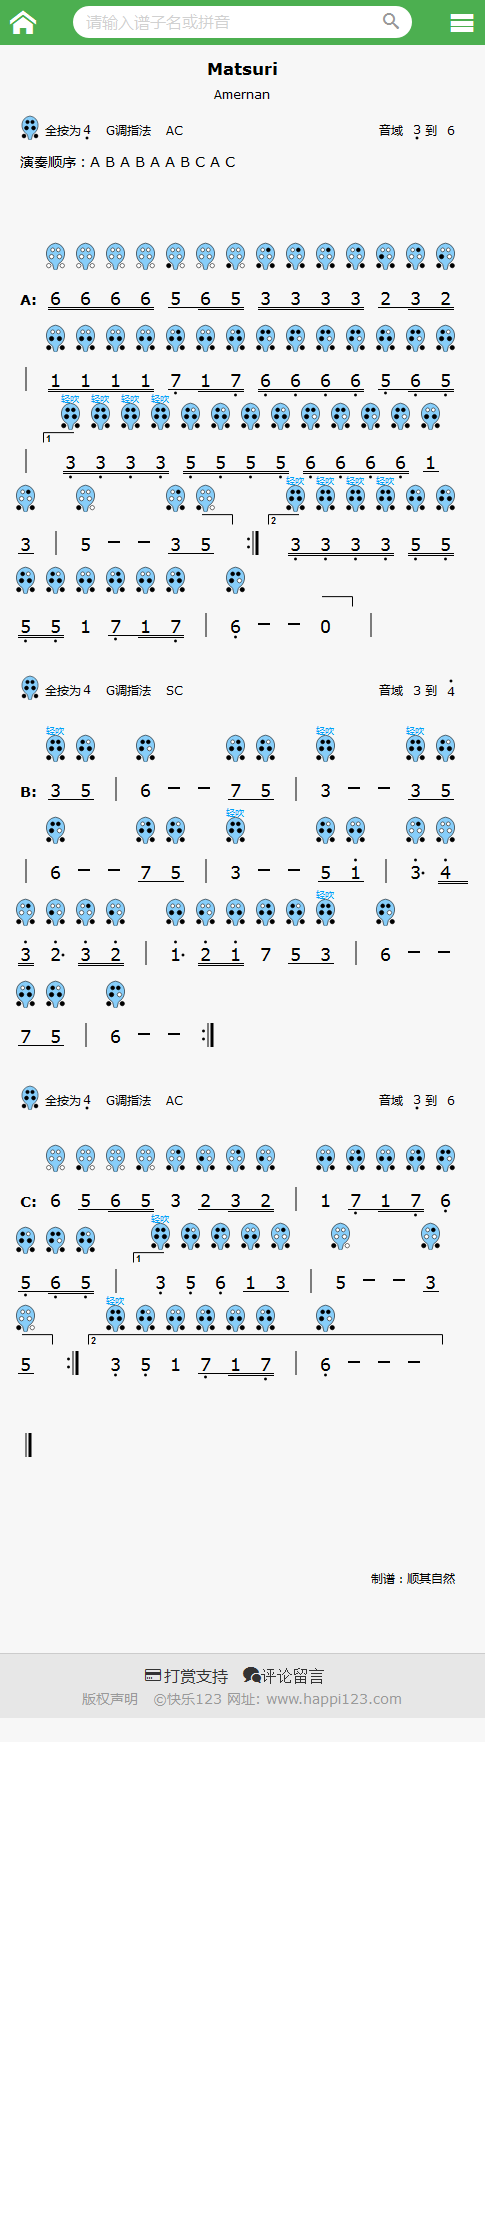 请输入谱子名或拼音
Matsuri
Amernan
全按为4̣ G调指法 AC 音域 3̣ 到 6
演奏顺序：A B A B A A B C A C
A: 6 6 6 6 5 6 5 3 3 3 3 2 3 2
| 1 1 1 1 7̣ 1 7̣ 6̣ 6̣ 6̣ 6̣ 5̣ 6̣ 5̣
轻吹 轻吹 轻吹 轻吹
1
| 3̣ 3̣ 3̣ 3̣ 5̣ 5̣ 5̣ 5̣ 6̣ 6̣ 6̣ 6̣ 1
轻吹 轻吹 轻吹 轻吹
2
3 | 5 – – 3 5 :| 3̣ 3̣ 3̣ 3̣ 5̣ 5̣
5̣ 5̣ 1 7̣ 1 7̣ | 6̣ – – 0 |
全按为4 G调指法 SC 音域 3 到 4̇
轻吹 轻吹 轻吹
B: 3 5 | 6 – – 7 5 | 3 – – 3 5
轻吹
| 6 – – 7 5 | 3 – – 5 1̇ | 3̇· 4̇
轻吹
3̇ 2̇· 3̇ 2̇ | 1̇· 2̇ 1̇ 7 5 3 | 6 – –
7 5 | 6 – – :|
全按为4̣ G调指法 AC 音域 3̣ 到 6
C: 6 5 6 5 3 2 3 2 | 1 7̣ 1 7̣ 6̣
轻吹
1
5̣ 6̣ 5̣ | 3̣ 5̣ 6̣ 1 3 | 5 – – 3
轻吹
2
5 :| 3̣ 5̣ 1 7̣ 1 7̣ | 6̣ – – –
制谱：顺其自然
打赏支持 评论留言
版权声明 ©快乐123 网址: www.happi123.com